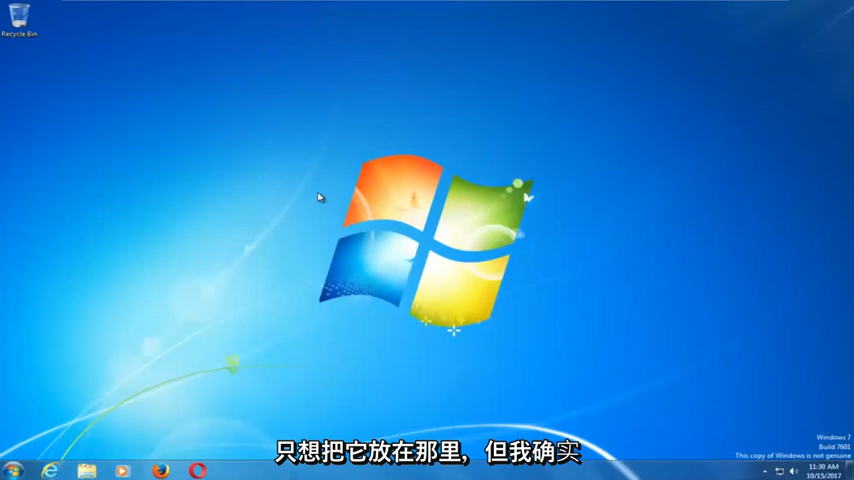 Recycle Bin
只想把它放在那里，但我确实
Windows 7
Build 7601
This copy of Windows is not genuine
11:30 AM
10/15/2017